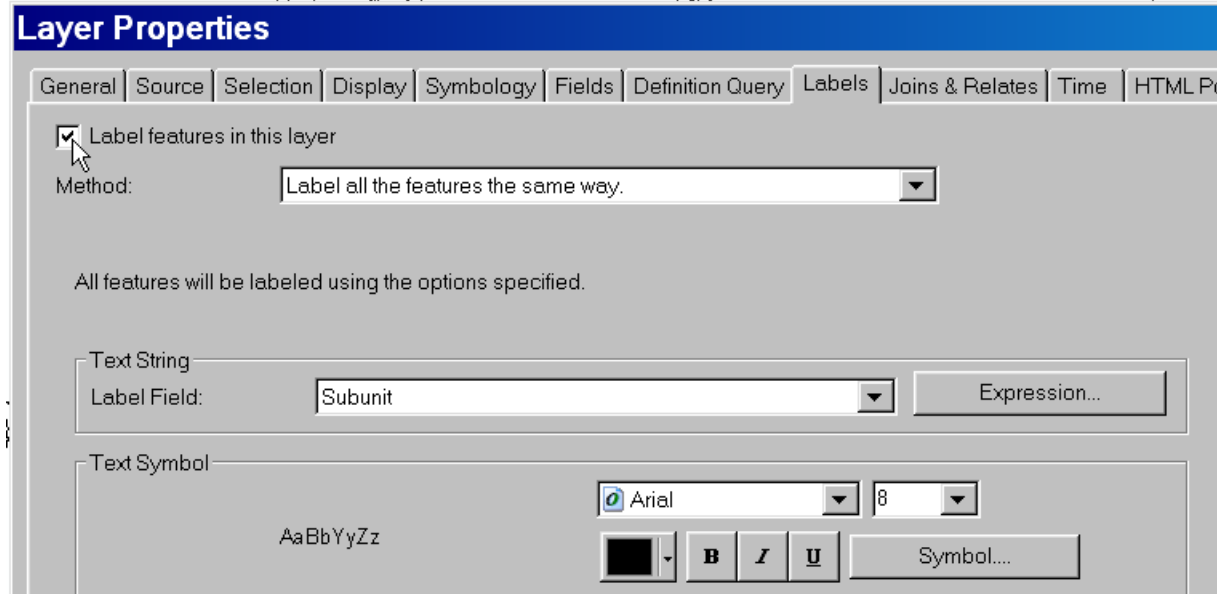 Layer Properties
General Source Selection Display Symbology Fields Definition Query Labels Joins & Relates Time HTML
Label features in this layer
Method: Label all the features the same way.
All features will be labeled using the options specified.
Text String
Label Field: Subunit Expression...
Text Symbol
Arial 8
AaBbYyZz
B I U Symbol....